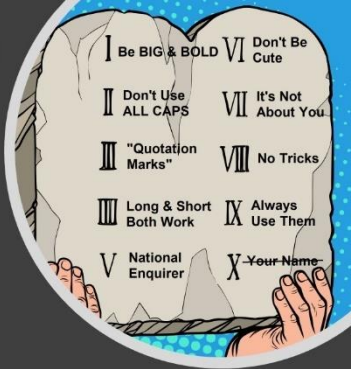 I Be BIG & BOLD
II Don't Use
ALL CAPS
III "Quotation
Marks"
IIII Long & Short
Both Work
V National
Enquirer
VI Don't Be
Cute
VII It's Not
About You
VIII No Tricks
IX Always
Use Them
X Your Name